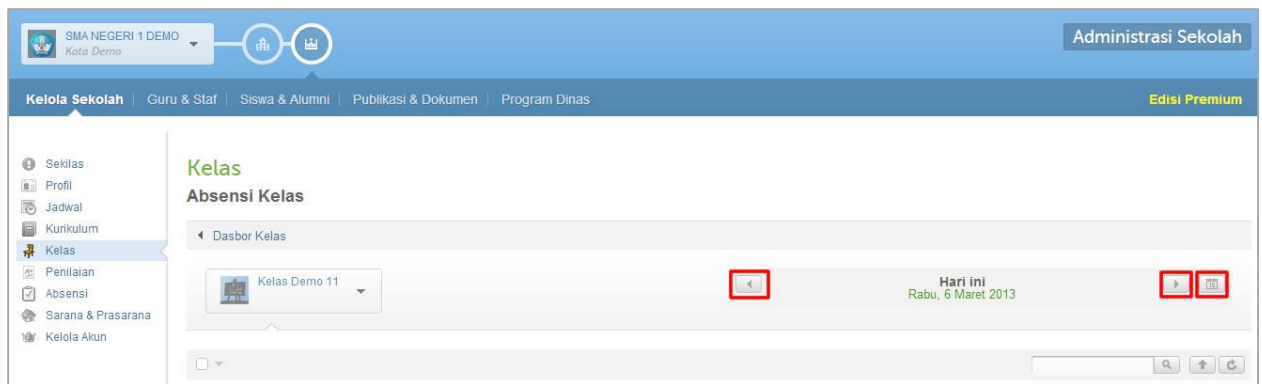 SMA NEGERI 1 DEMO
Kota Demo
Administrasi Sekolah
Kelola Sekolah Guru & Staf Siswa & Alumni Publikasi & Dokumen Program Dinas Edisi Premium
Sekilas
Profil
Jadwal
Kurikulum
Kelas
Penilaian
Absensi
Sarana & Prasarana
Kelola Akun
Kelas
Absensi Kelas
Dasbor Kelas
Kelas Demo 11
Hari ini
Rabu, 6 Maret 2013